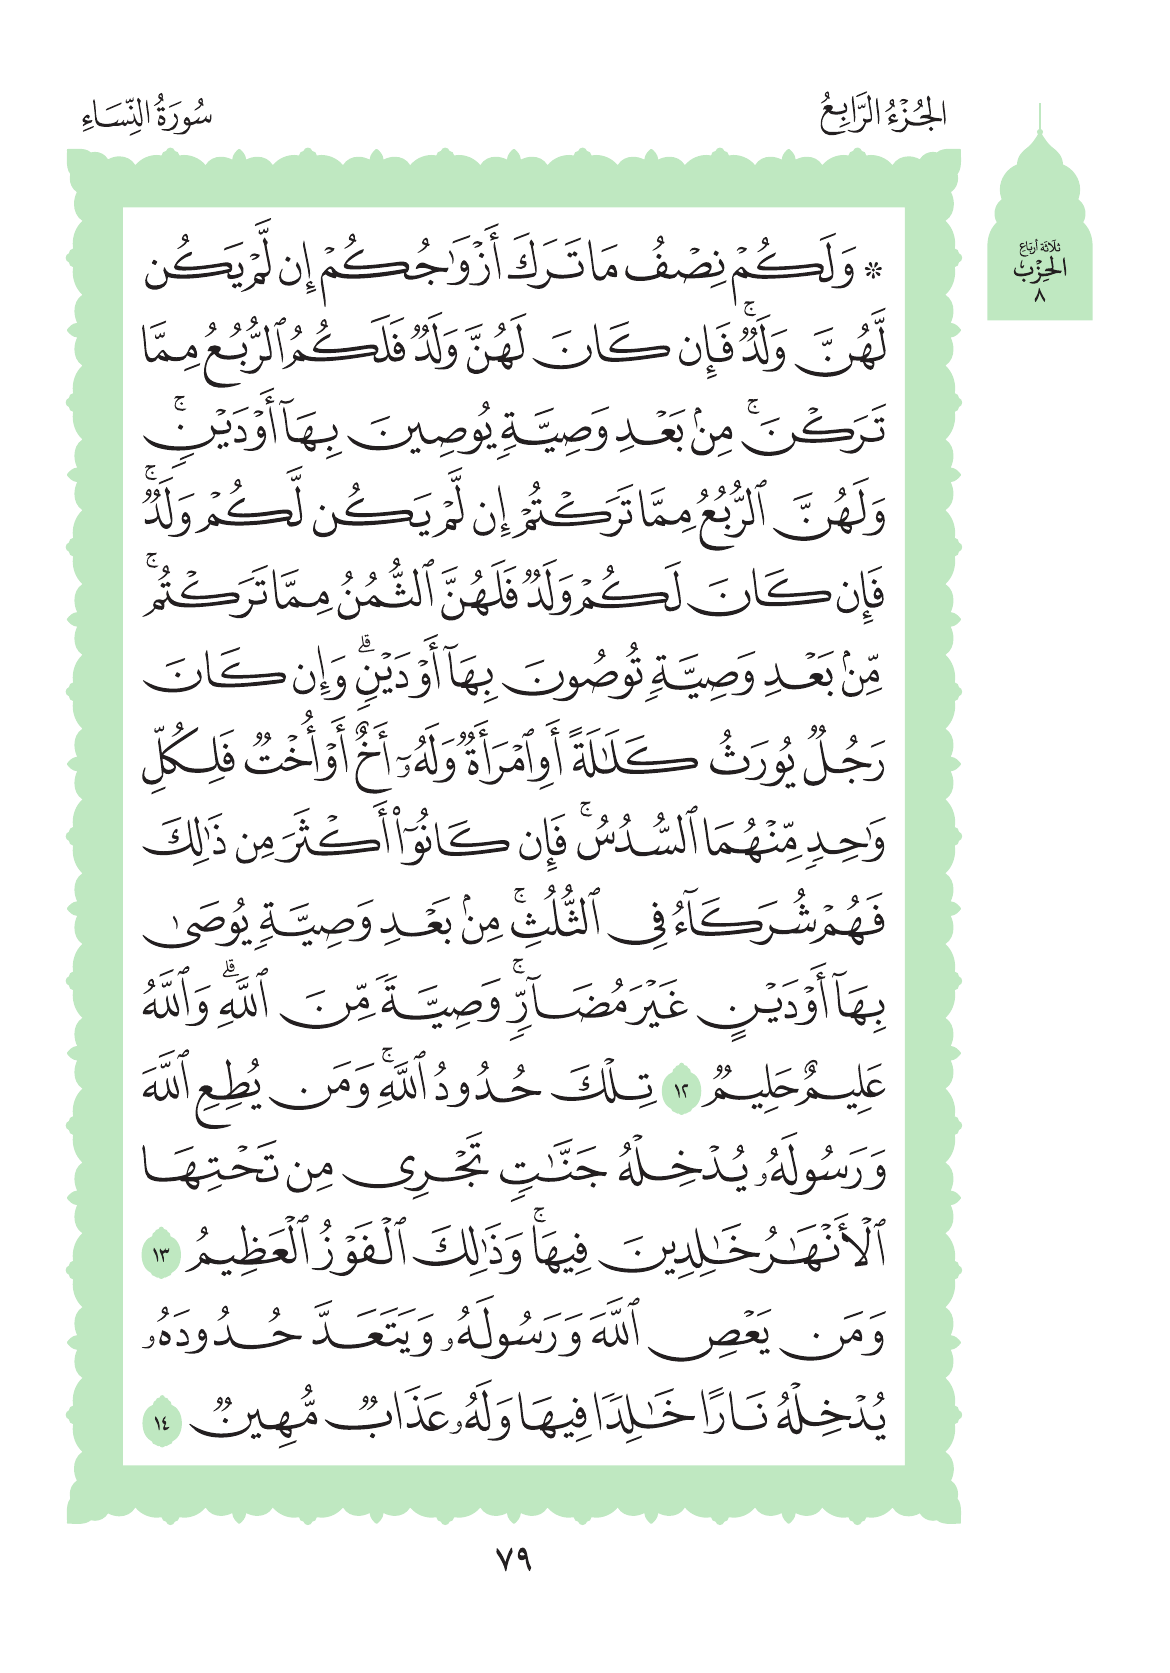 الجُزْءُ الرَّابِعُ
سُورَةُ النِّسَاءِ
ثلاثة أرباع
الحِزْب
٨
* وَلَكُمْ نِصْفُ مَا تَرَكَ أَزْوَٰجُكُمْ إِن لَّمْ يَكُن
لَّهُنَّ وَلَدٌۚ فَإِن كَانَ لَهُنَّ وَلَدٌ فَلَكُمُ ٱلرُّبُعُ مِمَّا
تَرَكْنَۚ مِنۢ بَعْدِ وَصِيَّةٍ يُوصِينَ بِهَآ أَوْ دَيْنٍۚ
وَلَهُنَّ ٱلرُّبُعُ مِمَّا تَرَكْتُمْ إِن لَّمْ يَكُن لَّكُمْ وَلَدٌۚ
فَإِن كَانَ لَكُمْ وَلَدٌ فَلَهُنَّ ٱلثُّمُنُ مِمَّا تَرَكْتُمۚ
مِّنۢ بَعْدِ وَصِيَّةٍ تُوصُونَ بِهَآ أَوْ دَيْنٍۗ وَإِن كَانَ
رَجُلٌ يُورَثُ كَلَٰلَةً أَوِ ٱمْرَأَةٌ وَلَهُۥٓ أَخٌ أَوْ أُخْتٌ فَلِكُلِّ
وَٰحِدٍ مِّنْهُمَا ٱلسُّدُسُۚ فَإِن كَانُوٓا۟ أَكْثَرَ مِن ذَٰلِكَ
فَهُمْ شُرَكَآءُ فِى ٱلثُّلُثِۚ مِنۢ بَعْدِ وَصِيَّةٍ يُوصَىٰ
بِهَآ أَوْ دَيْنٍ غَيْرَ مُضَآرٍّۚ وَصِيَّةً مِّنَ ٱللَّهِۗ وَٱللَّهُ
عَلِيمٌ حَلِيمٌ ١٢ تِلْكَ حُدُودُ ٱللَّهِۚ وَمَن يُطِعِ ٱللَّهَ
وَرَسُولَهُۥ يُدْخِلْهُ جَنَّٰتٍ تَجْرِى مِن تَحْتِهَا
ٱلْأَنْهَٰرُ خَٰلِدِينَ فِيهَاۚ وَذَٰلِكَ ٱلْفَوْزُ ٱلْعَظِيمُ ١٣
وَمَن يَعْصِ ٱللَّهَ وَرَسُولَهُۥ وَيَتَعَدَّ حُدُودَهُۥ
يُدْخِلْهُ نَارًا خَٰلِدًا فِيهَا وَلَهُۥ عَذَابٌ مُّهِينٌ ١٤
٧٩